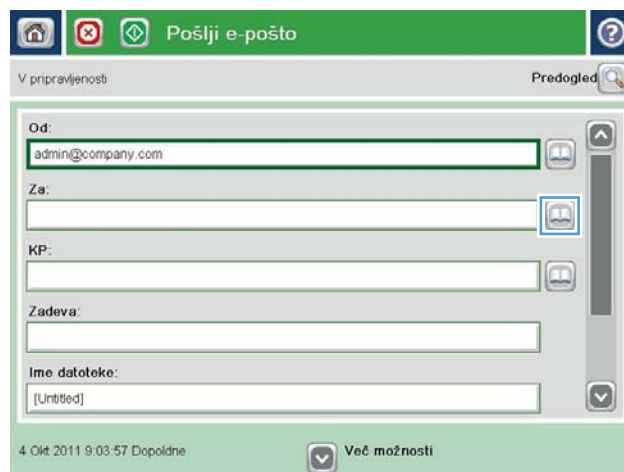 Pošlji e-pošto
V pripravljenosti
Predogled
Od:
admin@company.com
Za:
KP:
Zadeva:
Ime datoteke:
[Untitled]
4 Okt 2011 9:03:57 Dopoldne
Več možnosti